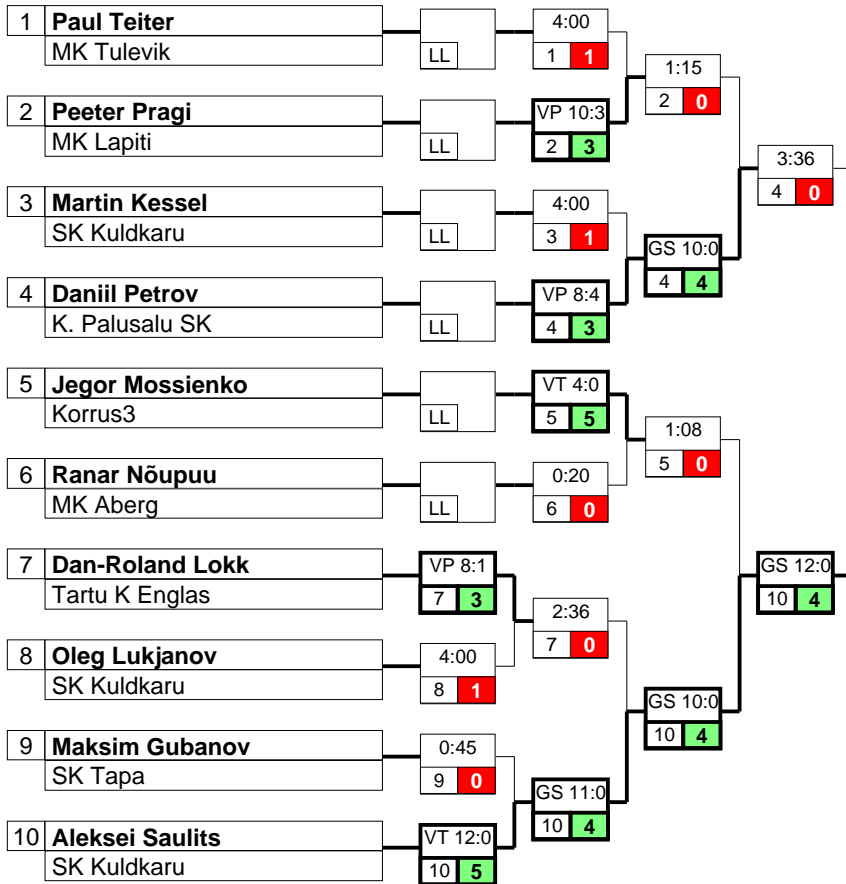 1 Paul Teiter 4:00
MK Tulevik LL 1 1
1:15
2 0
2 Peeter Pragi VP 10:3
MK Lapiti LL 2 3
3:36
4 0
3 Martin Kessel 4:00
SK Kuldkaru LL 3 1
GS 10:0
4 4
4 Daniil Petrov VP 8:4
K. Palusalu SK LL 4 3
5 Jegor Mossienko VT 4:0
Korrus3 LL 5 5
1:08
5 0
6 Ranar Nõupuu 0:20
MK Aberg LL 6 0
7 Dan-Roland Lokk VP 8:1 GS 12:0
Tartu K Englas 7 3 10 4
2:36
7 0
8 Oleg Lukjanov 4:00
SK Kuldkaru 8 1
GS 10:0
10 4
9 Maksim Gubanov 0:45
SK Tapa 9 0
GS 11:0
10 4
10 Aleksei Saulits VT 12:0
SK Kuldkaru 10 5